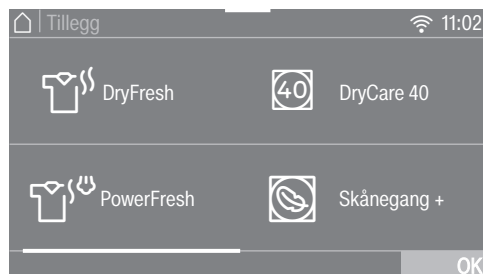 Tillegg
11:02
DryFresh
40
DryCare 40
PowerFresh
Skånegang +
OK